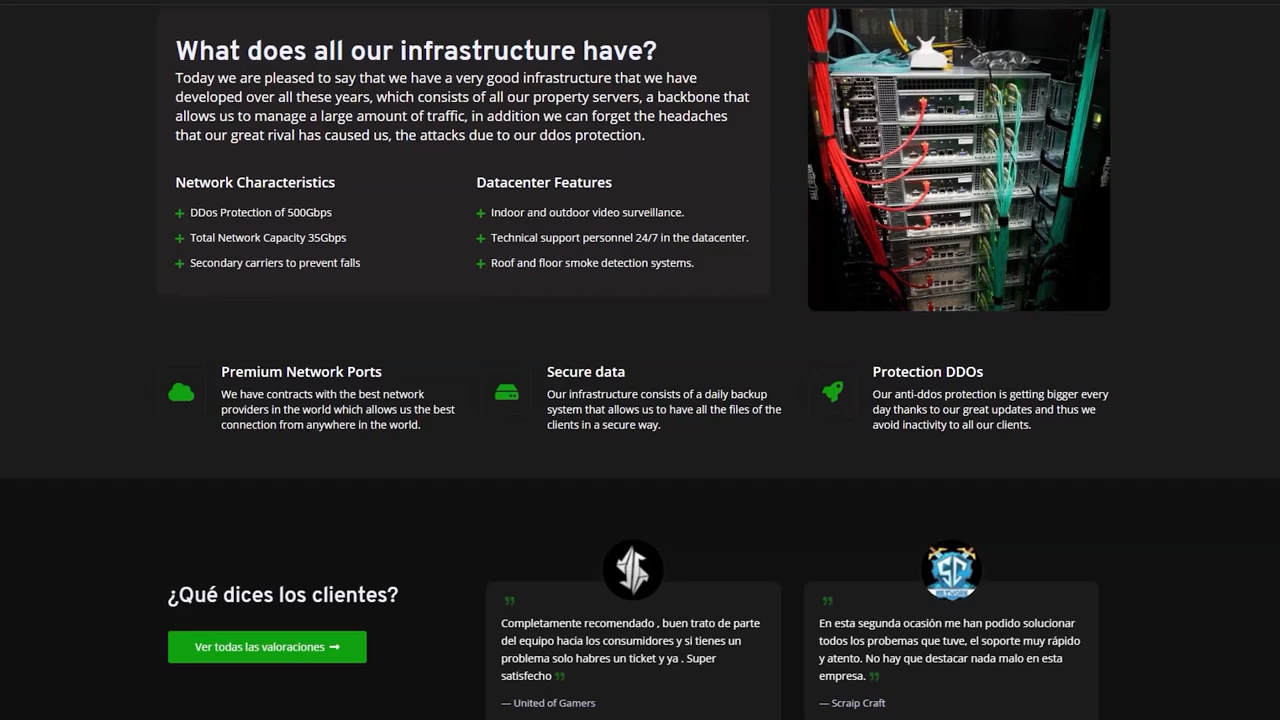 What does all our infrastructure have?
Today we are pleased to say that we have a very good infrastructure that we have
developed over all these years, which consists of all our property servers, a backbone that
allows us to manage a large amount of traffic, in addition we can forget the headaches
that our great rival has caused us, the attacks due to our ddos protection.
Network Characteristics
DDos Protection of 500Gbps
Total Network Capacity 35Gbps
Secondary carriers to prevent falls
Datacenter Features
Indoor and outdoor video surveillance.
Technical support personnel 24/7 in the datacenter.
Roof and floor smoke detection systems.
Premium Network Ports
We have contracts with the best network
providers in the world which allows us the best
connection from anywhere in the world.
Secure data
Our infrastructure consists of a daily backup
system that allows us to have all the files of the
clients in a secure way.
Protection DDOs
Our anti-ddos protection is getting bigger every
day thanks to our great updates and thus we
avoid inactivity to all our clients.
¿Qué dices los clientes?
Ver todas las valoraciones →
Completamente recomendado , buen trato de parte
del equipo hacia los consumidores y si tienes un
problema solo habres un ticket y ya . Super
satisfecho
— United of Gamers
SC
NETWORK
En esta segunda ocasión me han podido solucionar
todos los probemas que tuve, el soporte muy rápido
y atento. No hay que destacar nada malo en esta
empresa.
— Scraip Craft